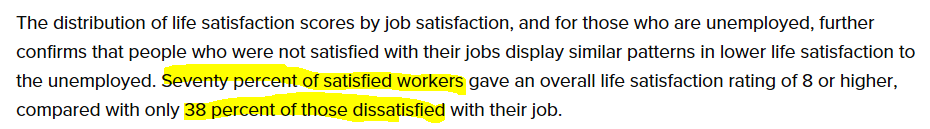 The distribution of life satisfaction scores by job satisfaction, and for those who are unemployed, further
confirms that people who were not satisfied with their jobs display similar patterns in lower life satisfaction to
the unemployed. Seventy percent of satisfied workers gave an overall life satisfaction rating of 8 or higher,
compared with only 38 percent of those dissatisfied with their job.